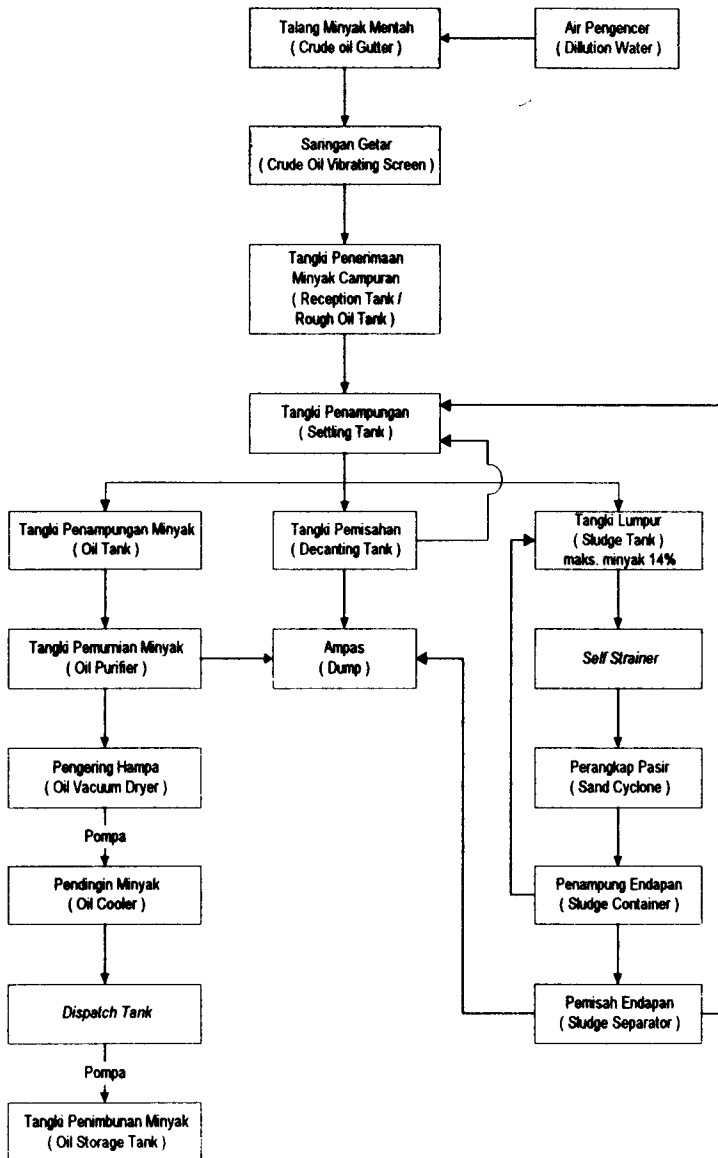 Talang Minyak Mentah
( Crude oil Gutter )
Air Pengencer
( Dillution Water )
Saringan Getar
( Crude Oil Vibrating Screen )
Tangki Penerimaan
Minyak Campuran
( Reception Tank /
Rough Oil Tank )
Tangki Penampungan
( Settling Tank )
Tangki Penampungan Minyak
( Oil Tank )
Tangki Pemisahan
( Decanting Tank )
Tangki Lumpur
( Sludge Tank )
maks. minyak 14%
Tangki Pemurnian Minyak
( Oil Purifier )
Ampas
( Dump )
Self Strainer
Pengering Hampa
( Oil Vacuum Dryer )
Perangkap Pasir
( Sand Cyclone )
Pompa
Pendingin Minyak
( Oil Cooler )
Penampung Endapan
( Sludge Container )
Dispatch Tank
Pemisah Endapan
( Sludge Separator )
Pompa
Tangki Penimbunan Minyak
( Oil Storage Tank )